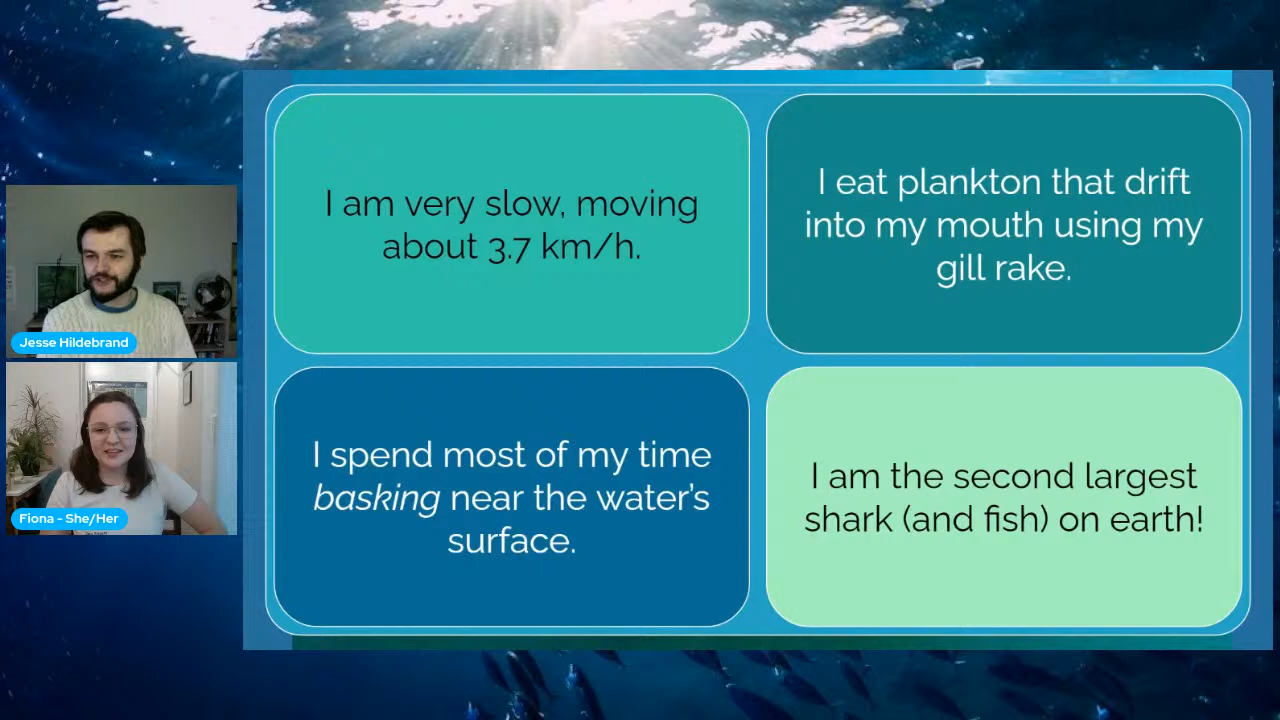 I am very slow, moving
about 3.7 km/h.
I eat plankton that drift
into my mouth using my
gill rake.
Jesse Hildebrand
I spend most of my time
basking near the water's
surface.
I am the second largest
shark (and fish) on earth!
Fiona - She/Her